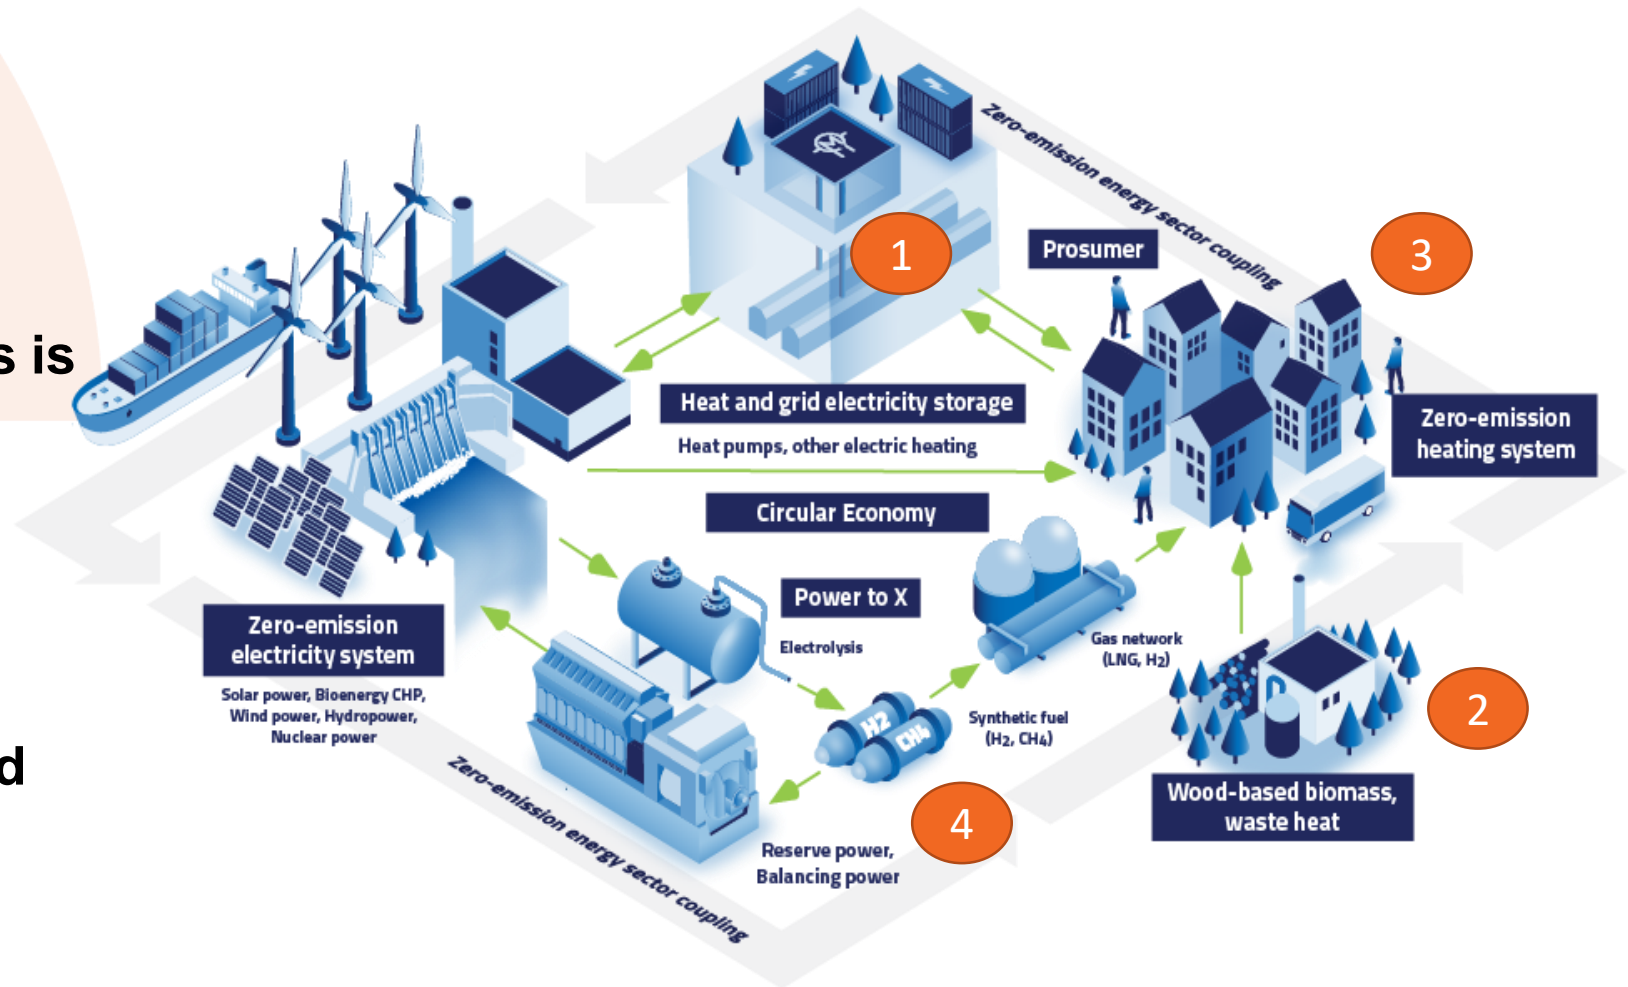 Zero-emission energy sector coupling
1
Prosumer
3
s is
Heat and grid electricity storage
Heat pumps, other electric heating
Zero-emission
heating system
Circular Economy
Power to X
Electrolysis
Zero-emission
electricity system
Solar power, Bioenergy CHP,
Wind power, Hydropower,
Nuclear power
Gas network
(LNG, H2)
H2
CH4
Synthetic fuel
(H2, CH4)
2
d
Wood-based biomass,
waste heat
4
Reserve power,
Balancing power
Zero-emission energy sector coupling